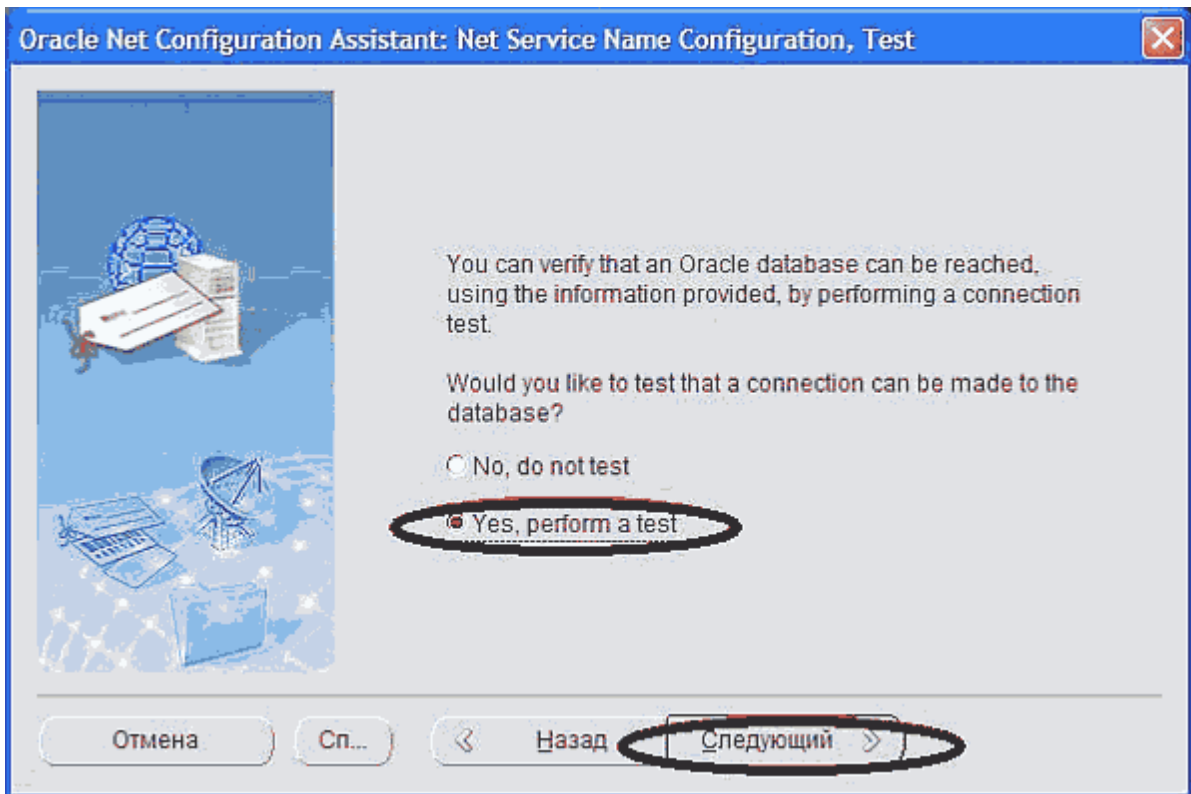 Oracle Net Configuration Assistant: Net Service Name Configuration, Test
You can verify that an Oracle database can be reached,
using the information provided, by performing a connection
test.
Would you like to test that a connection can be made to the
database?
No, do not test
Yes, perform a test
Отмена Сп... Назад Следующий